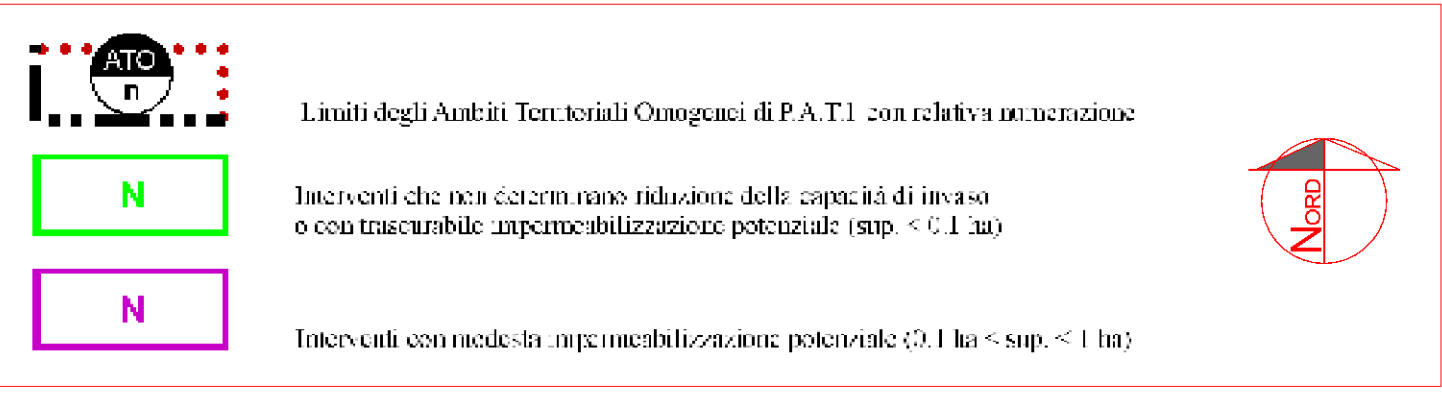 ATO
n
Limiti degli Ambiti Territoriali Omogenei di P.A.T.I. con relativa numerazione
N
Interventi che non determinano riduzione della capacità di invaso
o con trascurabile impermeabilizzazione potenziale (sup. < 0.1 ha)
NORD
N
Interventi con modesta impermeabilizzazione potenziale (0.1 ha < sup. < 1 ha)